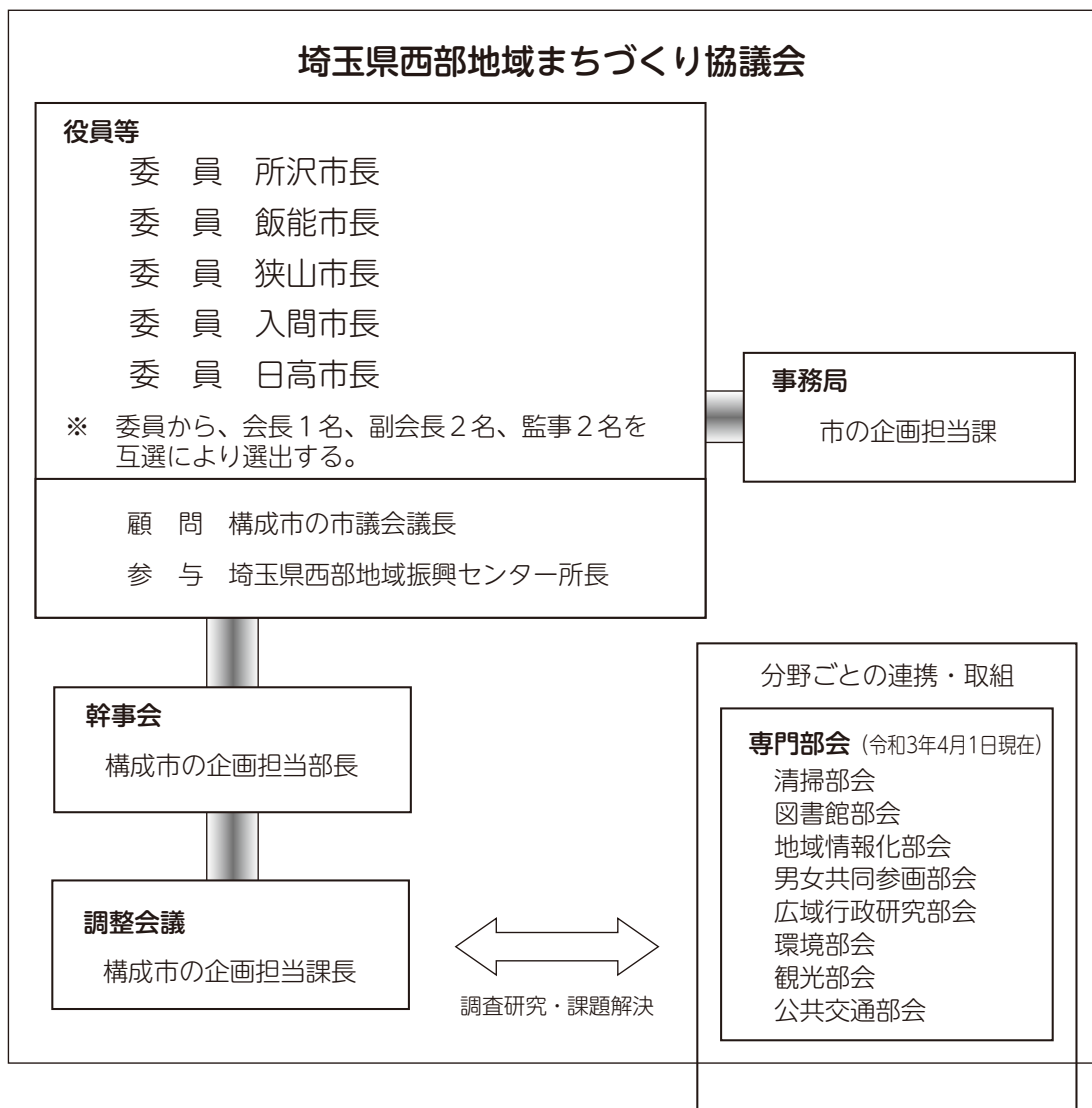 埼玉県西部地域まちづくり協議会
役員等
委　員　所沢市長
委　員　飯能市長
委　員　狭山市長
委　員　入間市長
委　員　日高市長
※　委員から、会長１名、副会長２名、監事２名を
互選により選出する。
顧　問　構成市の市議会議長
参　与　埼玉県西部地域振興センター所長
事務局
市の企画担当課
幹事会
構成市の企画担当部長
調整会議
構成市の企画担当課長
調査研究・課題解決
分野ごとの連携・取組
専門部会（令和3年4月1日現在）
清掃部会
図書館部会
地域情報化部会
男女共同参画部会
広域行政研究部会
環境部会
観光部会
公共交通部会